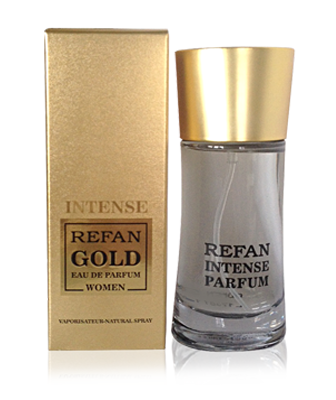 INTENSE
REFAN
GOLD
EAU DE PARFUM
WOMEN
VAPORISATEUR-NATURAL SPRAY
REFAN
INTENSE
PARFUM